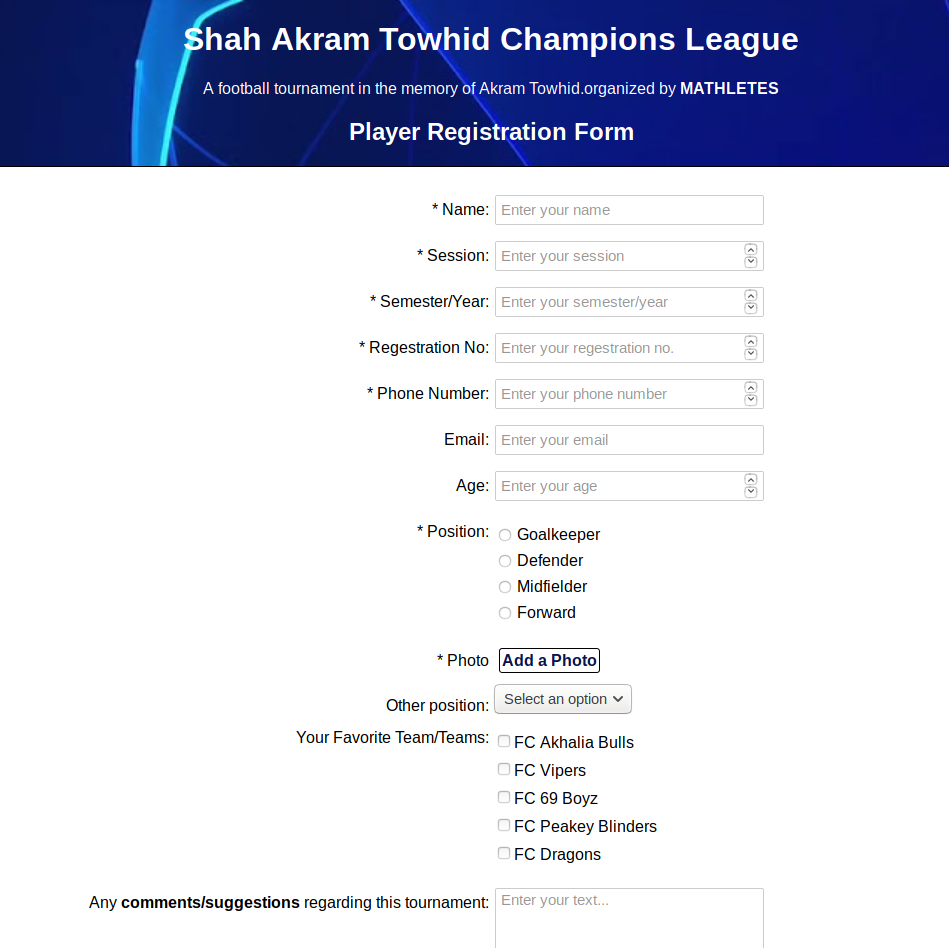 Shah Akram Towhid Champions League
A football tournament in the memory of Akram Towhid.organized by MATHLETES
Player Registration Form
* Name: Enter your name
* Session: Enter your session
* Semester/Year: Enter your semester/year
* Regestration No: Enter your regestration no.
* Phone Number: Enter your phone number
Email: Enter your email
Age: Enter your age
* Position: Goalkeeper
Defender
Midfielder
Forward
* Photo Add a Photo
Other position: Select an option
Your Favorite Team/Teams: FC Akhalia Bulls
FC Vipers
FC 69 Boyz
FC Peakey Blinders
FC Dragons
Any comments/suggestions regarding this tournament: Enter your text...